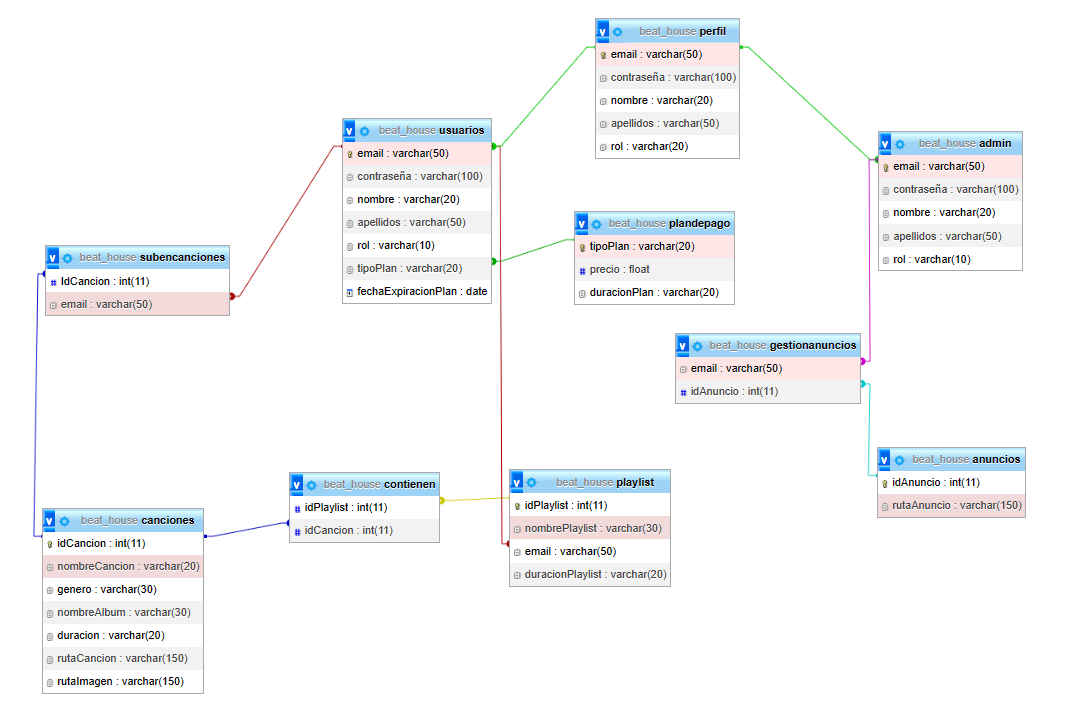 beat_house perfil
email : varchar(50)
contraseña : varchar(100)
nombre : varchar(20)
apellidos : varchar(50)
rol : varchar(20)
beat_house usuarios
email : varchar(50)
contraseña : varchar(100)
nombre : varchar(20)
apellidos : varchar(50)
rol : varchar(10)
tipoPlan : varchar(20)
fechaExpiracionPlan : date
beat_house admin
email : varchar(50)
contraseña : varchar(100)
nombre : varchar(20)
apellidos : varchar(50)
rol : varchar(10)
beat_house plandepago
tipoPlan : varchar(20)
precio : float
duracionPlan : varchar(20)
beat_house subencanciones
IdCancion : int(11)
email : varchar(50)
beat_house gestionanuncios
email : varchar(50)
idAnuncio : int(11)
beat_house anuncios
idAnuncio : int(11)
rutaAnuncio : varchar(150)
beat_house contienen
idPlaylist : int(11)
idCancion : int(11)
beat_house playlist
idPlaylist : int(11)
nombrePlaylist : varchar(30)
email : varchar(50)
duracionPlaylist : varchar(20)
beat_house canciones
idCancion : int(11)
nombreCancion : varchar(20)
genero : varchar(30)
nombreAlbum : varchar(30)
duracion : varchar(20)
rutaCancion : varchar(150)
rutaImagen : varchar(150)